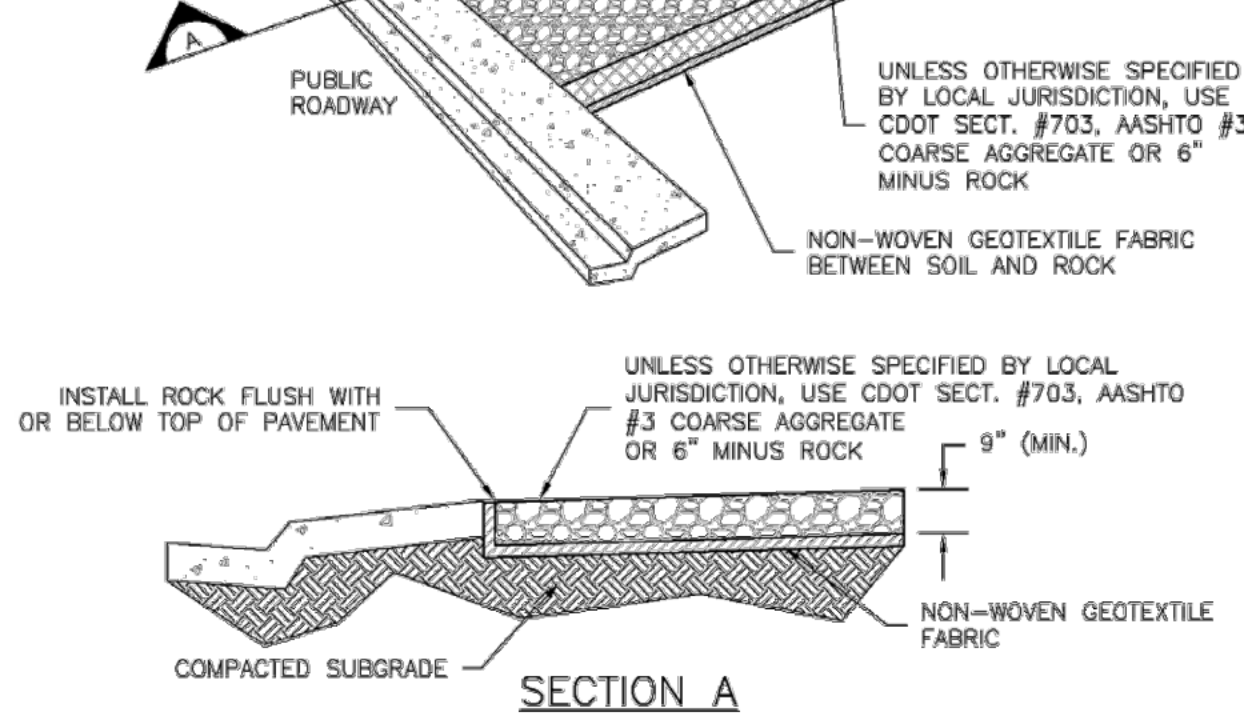 A
PUBLIC
ROADWAY
UNLESS OTHERWISE SPECIFIED
BY LOCAL JURISDICTION, USE
CDOT SECT. #703, AASHTO #3
COARSE AGGREGATE OR 6"
MINUS ROCK
NON-WOVEN GEOTEXTILE FABRIC
BETWEEN SOIL AND ROCK
INSTALL ROCK FLUSH WITH
OR BELOW TOP OF PAVEMENT
UNLESS OTHERWISE SPECIFIED BY LOCAL
JURISDICTION, USE CDOT SECT. #703, AASHTO
#3 COARSE AGGREGATE
OR 6" MINUS ROCK
9" (MIN.)
NON-WOVEN GEOTEXTILE
FABRIC
COMPACTED SUBGRADE
SECTION A